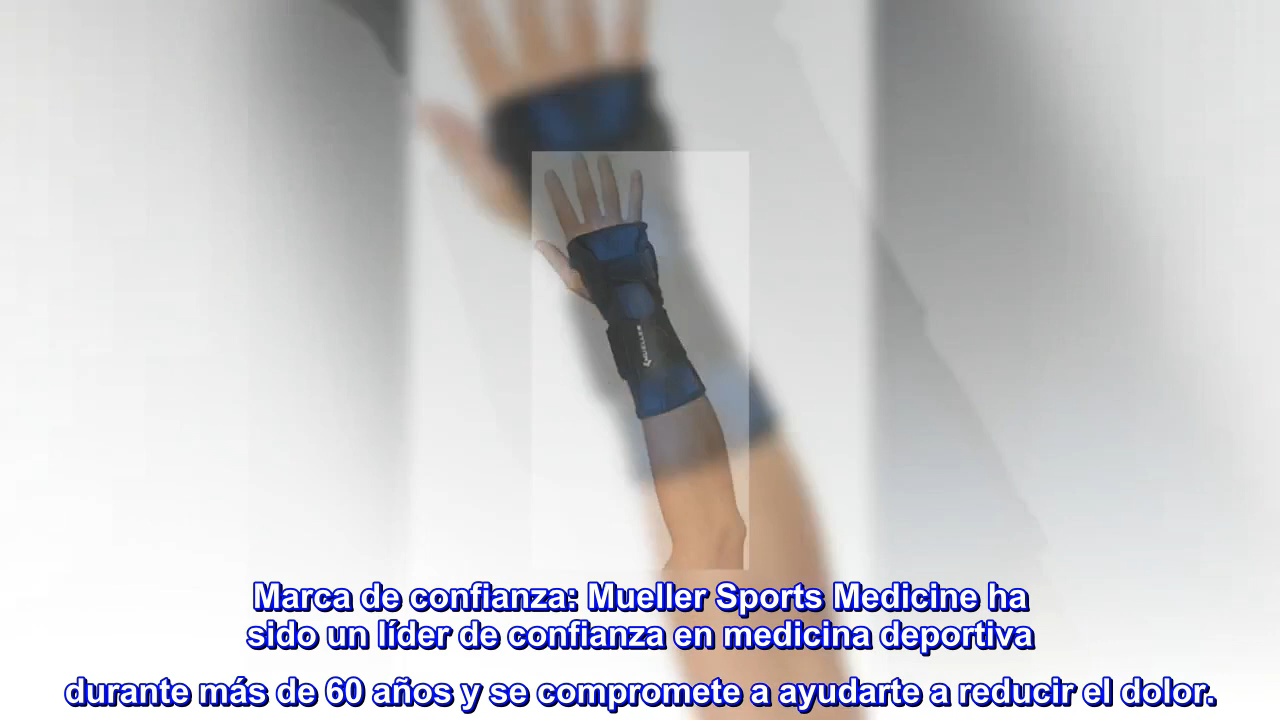 MUELLER
Marca de confianza: Mueller Sports Medicine ha
sido un líder de confianza en medicina deportiva
durante más de 60 años y se compromete a ayudarte a reducir el dolor.